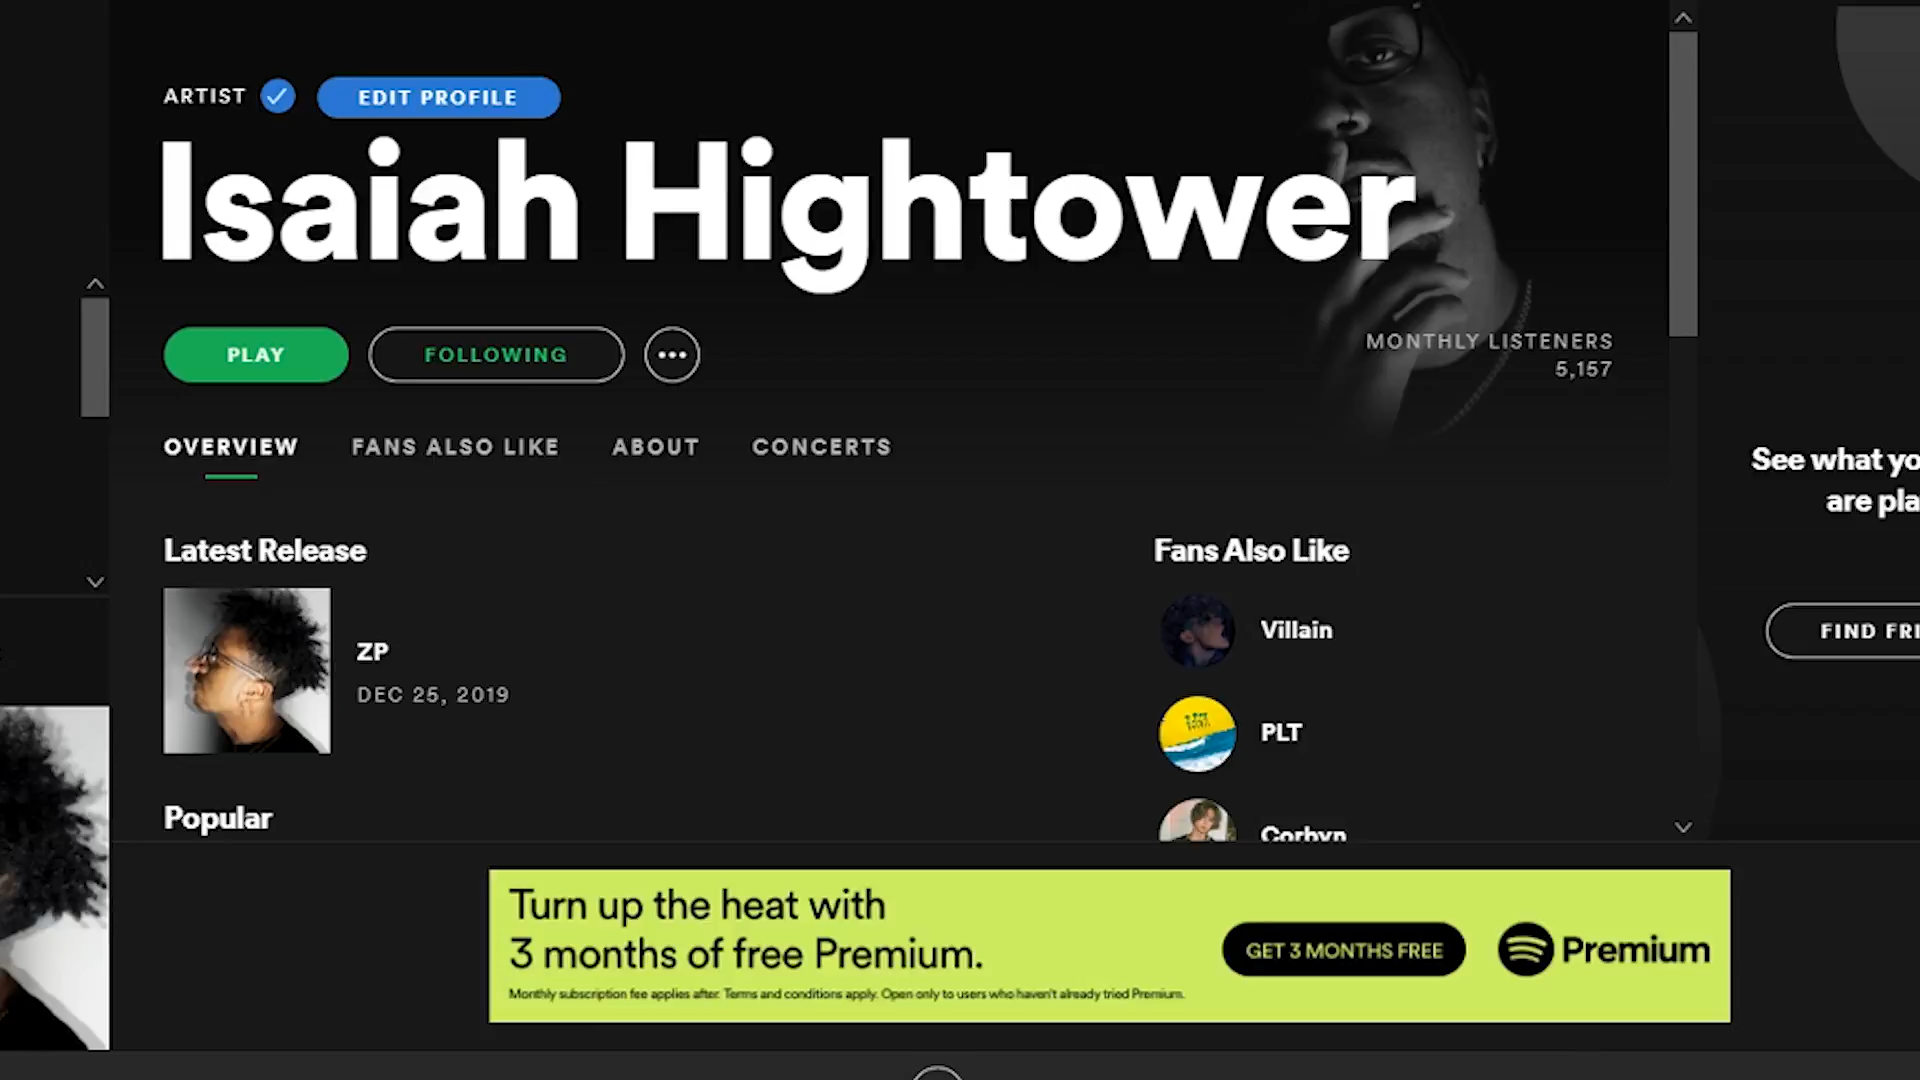 ARTIST
EDIT PROFILE
Isaiah Hightower
PLAY
FOLLOWING
MONTHLY LISTENERS
5,157
OVERVIEW
FANS ALSO LIKE
ABOUT
CONCERTS
See what yo
are pla
FIND FRI
Latest Release
ZP
DEC 25, 2019
Popular
Fans Also Like
Villain
PLT
Corbyn
Turn up the heat with
3 months of free Premium.
Monthly subscription fee applies after. Terms and conditions apply. Open only to users who haven't already tried Premium.
GET 3 MONTHS FREE
Premium